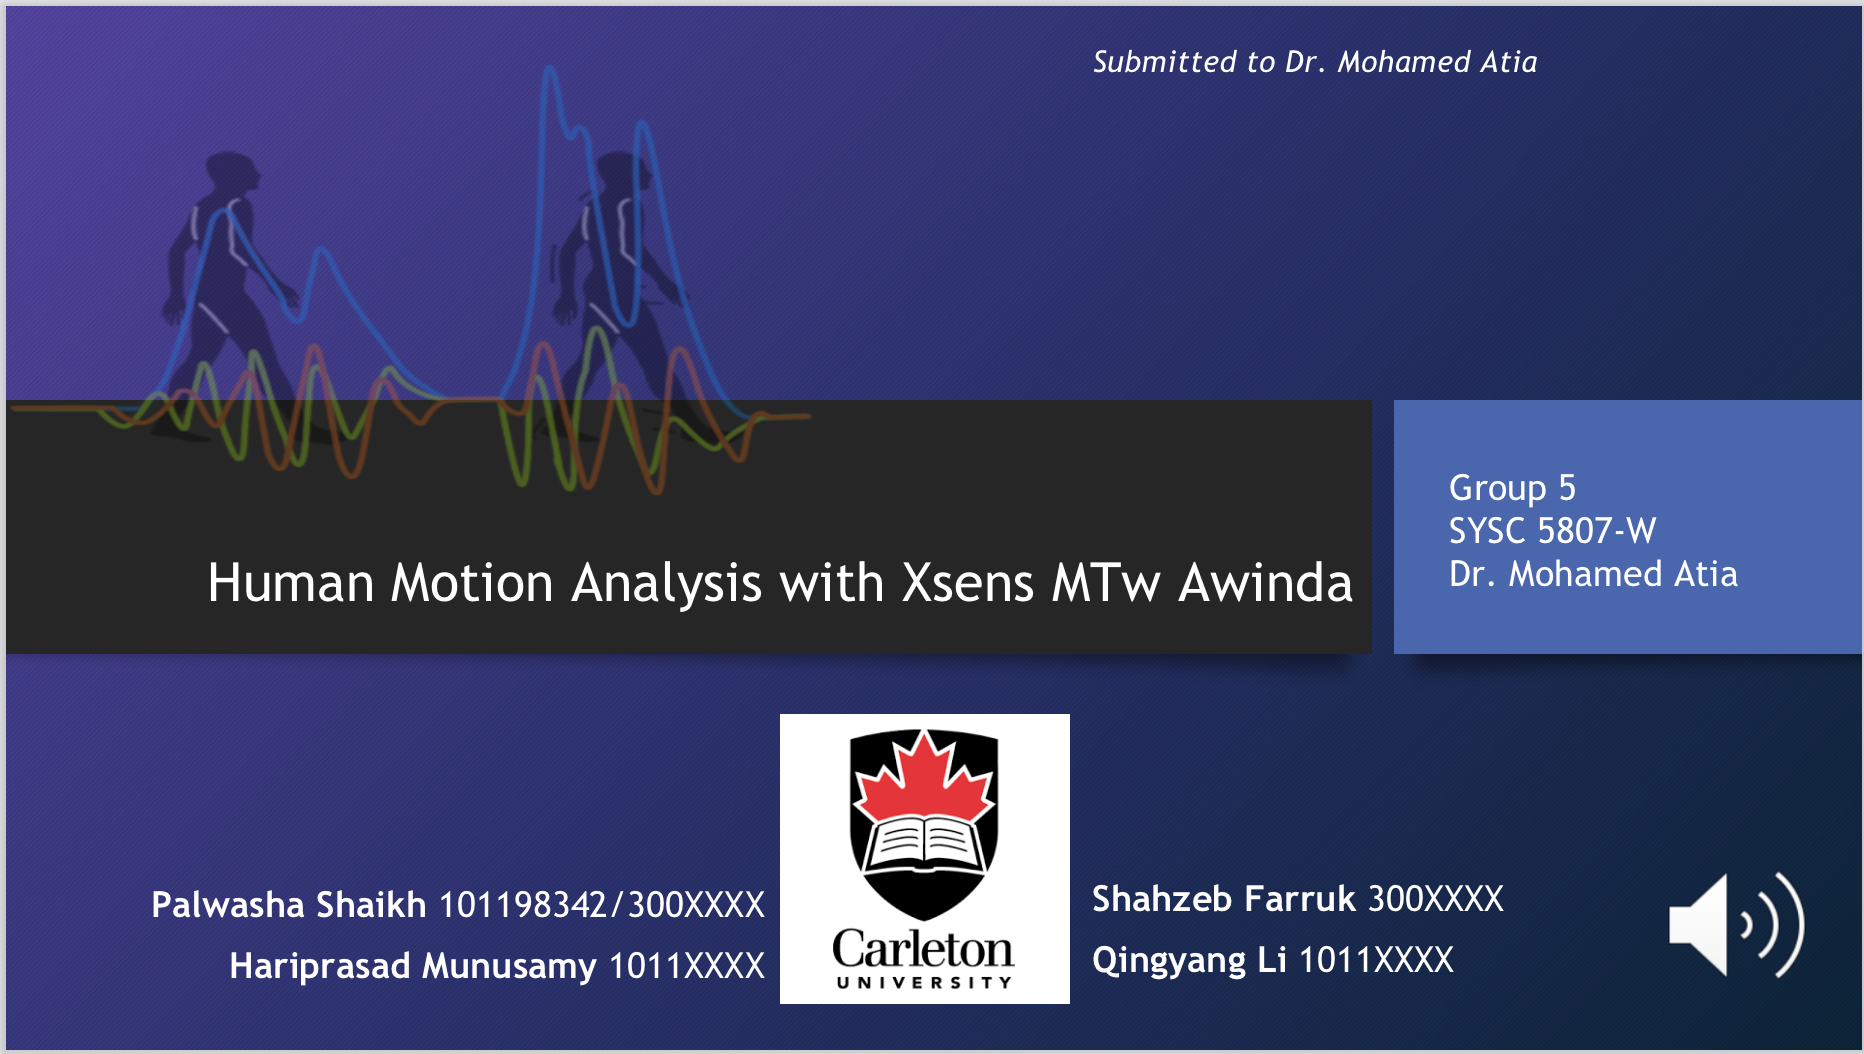 Submitted to Dr. Mohamed Atia
Human Motion Analysis with Xsens MTw Awinda
Group 5
SYSC 5807-W
Dr. Mohamed Atia
Palwasha Shaikh 101198342/300XXXX
Hariprasad Munusamy 1011XXXX
Carleton
UNIVERSITY
Shahzeb Farruk 300XXXX
Qingyang Li 1011XXXX